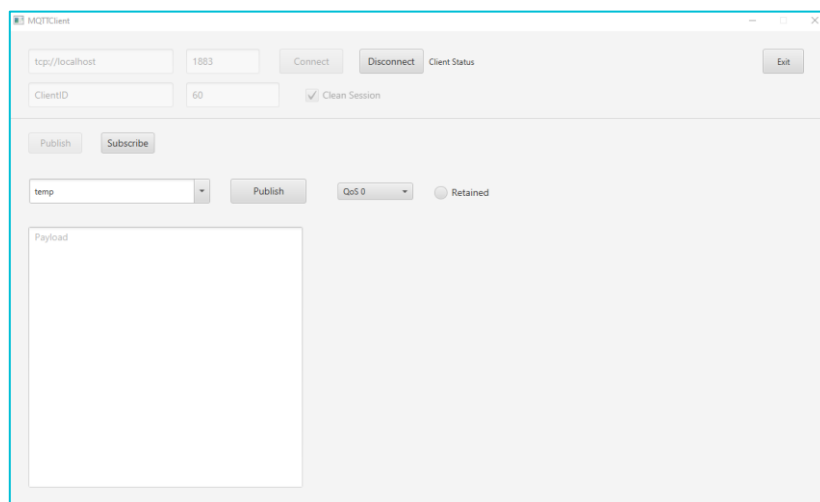 MQTTClient
tcp://localhost 1883 Connect Disconnect Client Status Exit
ClientID 60 Clean Session
Publish Subscribe
temp Publish QoS 0 Retained
Payload